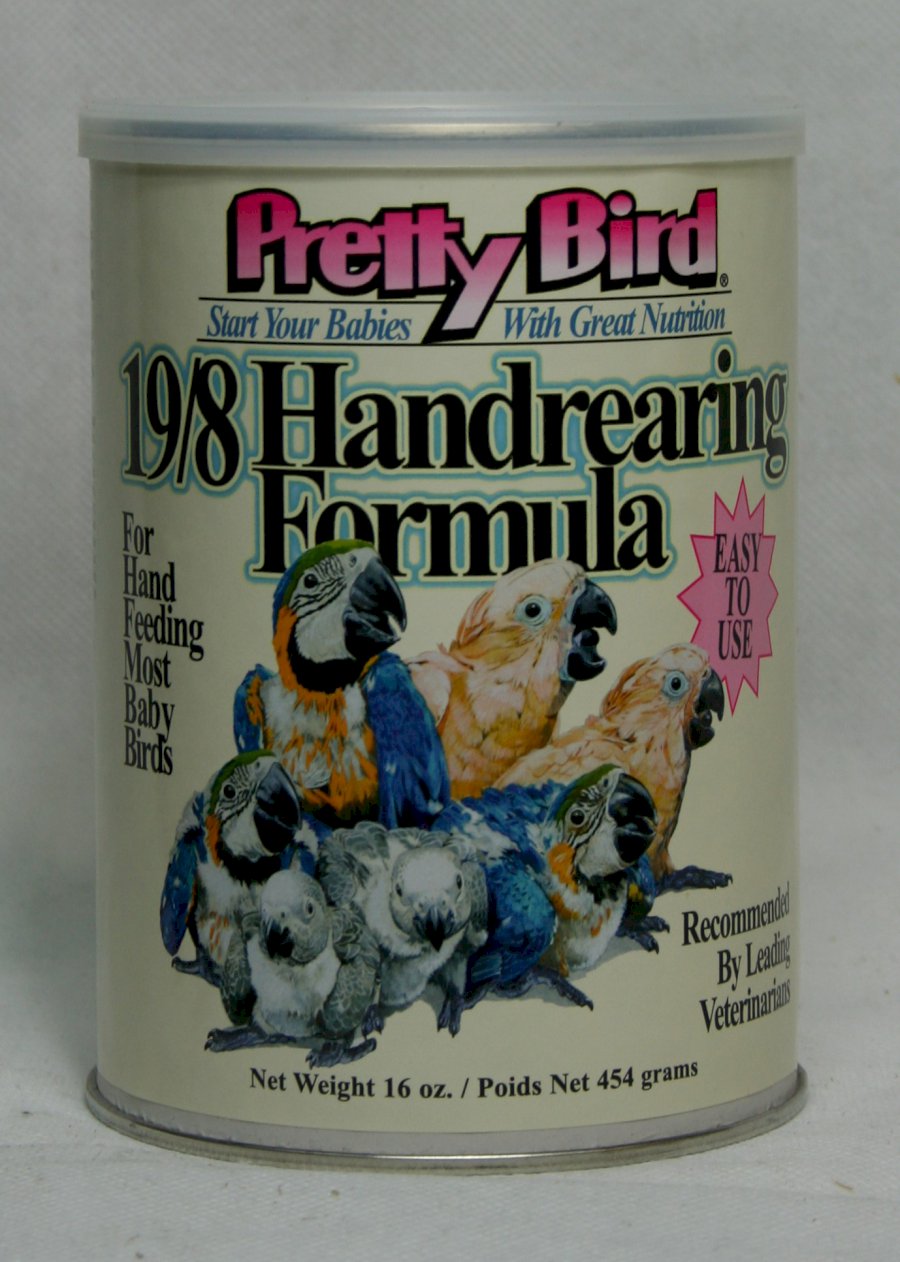 Pretty Bird®
Start Your Babies With Great Nutrition
19/8 Handrearing
Formula
For
Hand
Feeding
Most
Baby
Birds
EASY
TO
USE
Recommended
By Leading
Veterinarians
Net Weight 16 oz. / Poids Net 454 grams